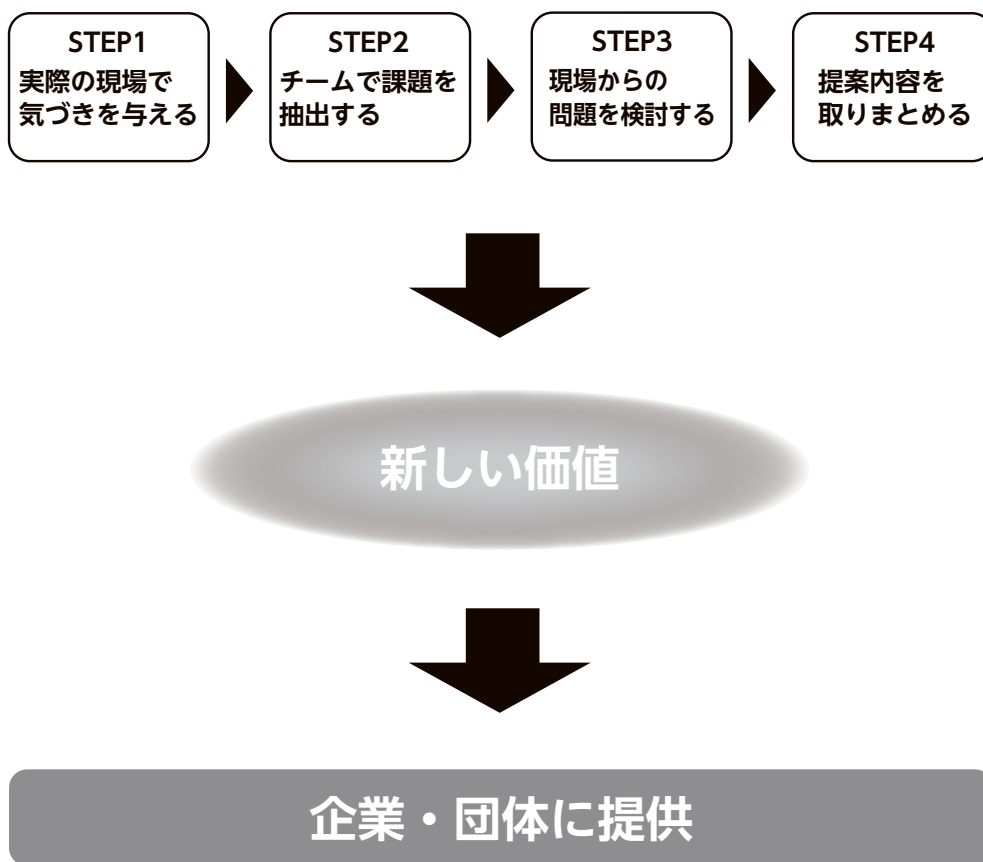 STEP1
実際の現場で
気づきを与える
STEP2
チームで課題を
抽出する
STEP3
現場からの
問題を検討する
STEP4
提案内容を
取りまとめる
新しい価値
企業・団体に提供